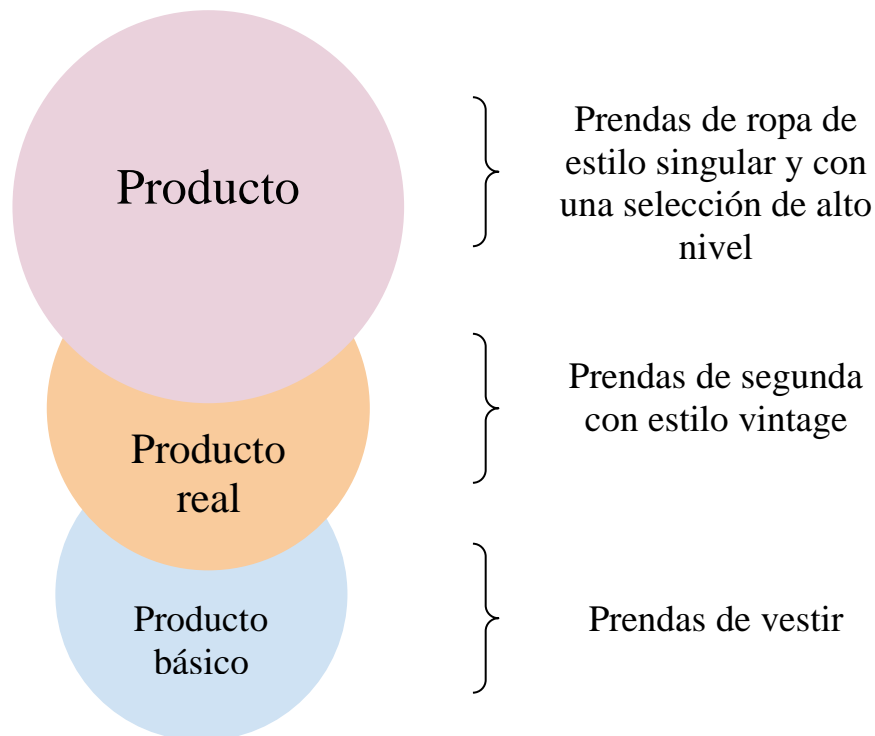 Producto
Prendas de ropa de
estilo singular y con
una selección de alto
nivel
Producto
real
Prendas de segunda
con estilo vintage
Producto
básico
Prendas de vestir